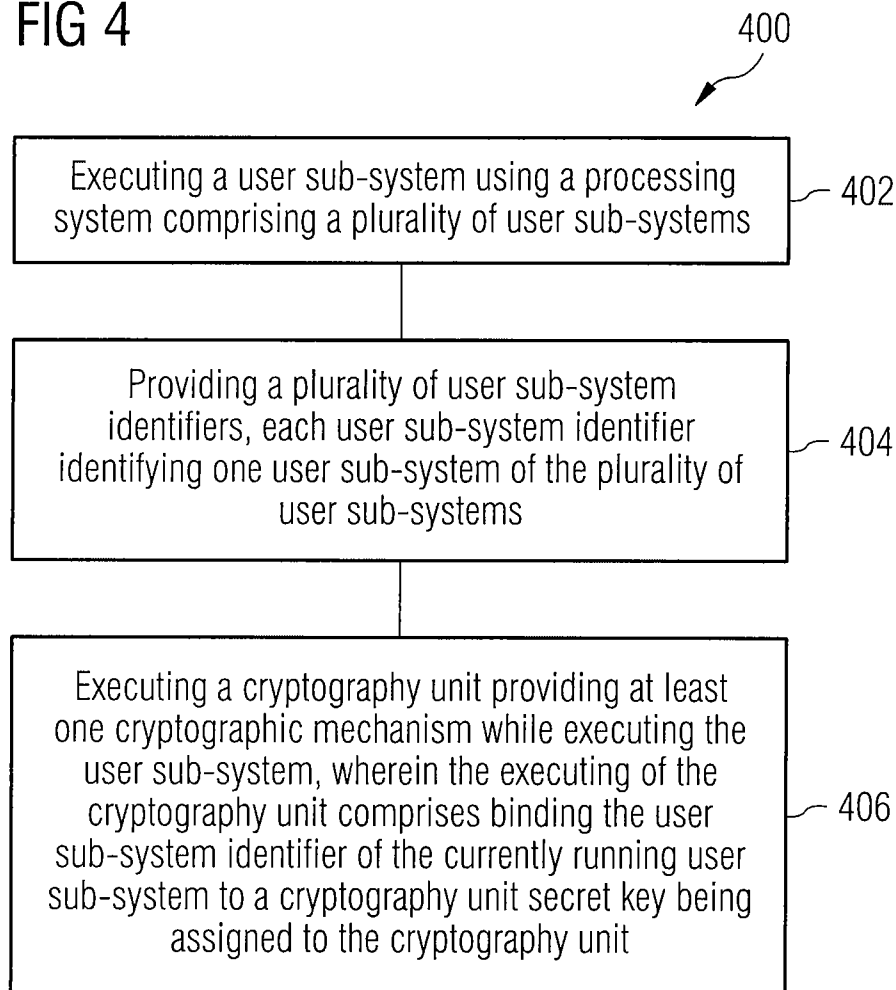 FIG 4
400
Executing a user sub-system using a processing
system comprising a plurality of user sub-systems
402
Providing a plurality of user sub-system
identifiers, each user sub-system identifier
identifying one user sub-system of the plurality of
user sub-systems
404
Executing a cryptography unit providing at least
one cryptographic mechanism while executing the
user sub-system, wherein the executing of the
cryptography unit comprises binding the user
sub-system identifier of the currently running user
sub-system to a cryptography unit secret key being
assigned to the cryptography unit
406